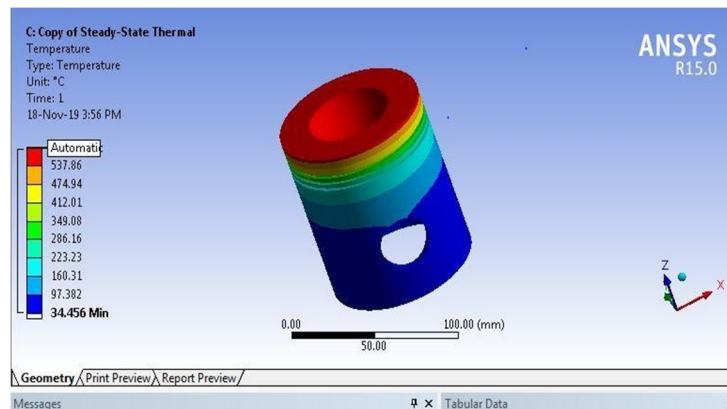 C: Copy of Steady-State Thermal
Temperature
Type: Temperature
Unit: °C
Time: 1
18-Nov-19 3:56 PM
ANSYS
R15.0
Automatic
537.86
474.94
412.01
349.08
286.16
223.23
160.31
97.382
34.456 Min
0.00 100.00 (mm)
50.00
Z
X
Geometry Print Preview Report Preview
Messages Tabular Data